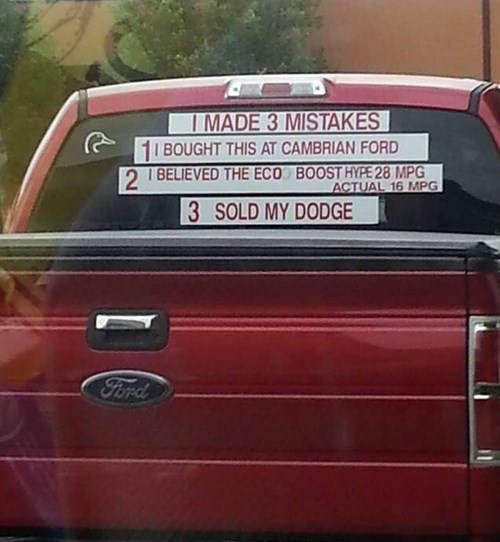 I MADE 3 MISTAKES
1 I BOUGHT THIS AT CAMBRIAN FORD
2 I BELIEVED THE ECO BOOST HYPE 28 MPG
ACTUAL 16 MPG
3 SOLD MY DODGE
Ford